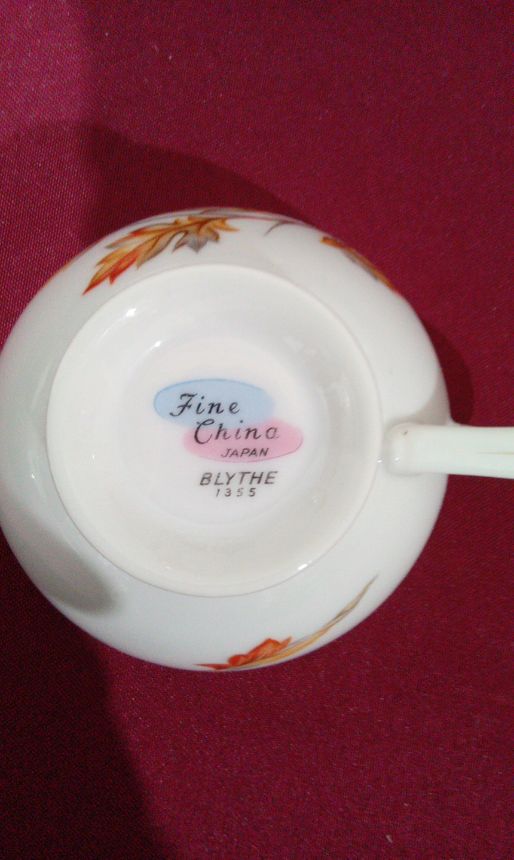 Fine
China
JAPAN
BLYTHE
1355